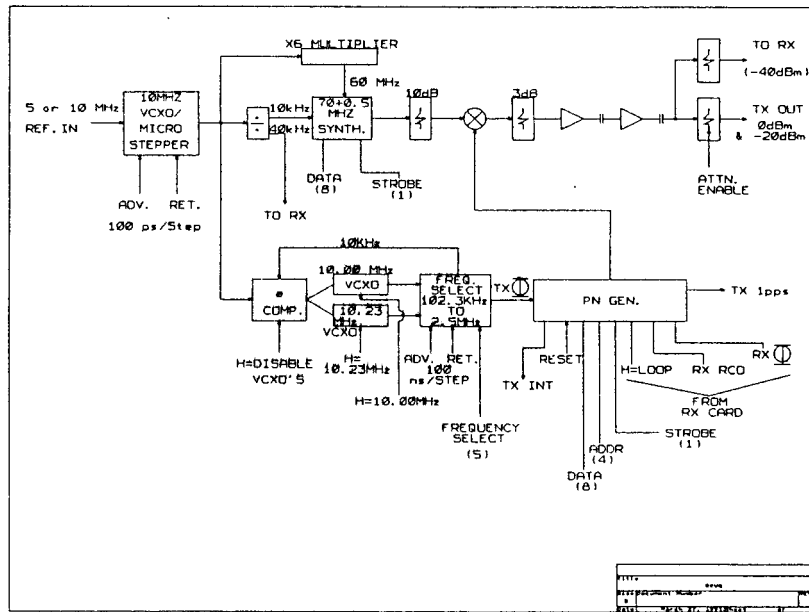 X6 MULTIPLIER
60 MHz
5 or 10 MHz
REF. IN
10MHZ
VCXO/
MICRO
STEPPER
10kHz
40kHz
70+0.5
MHZ
SYNTH.
10dB
3dB
TO RX
(-40dBm)
TX OUT
0dBm
& -20dBm
ATTN.
ENABLE
DATA
(8)
STROBE
(1)
TO RX
ADV. RET.
100 ps/Step
10KHz
ø
COMP.
10.00 MHz
VCXO
10.23
MHz
VCXO
FREQ.
SELECT
102.3KHz
TO
2.5MHz
TX
PN GEN.
TX 1pps
H=DISABLE
VCXO'S
H=
10.23MHz
H=10.00MHz
ADV. RET.
100
ns/STEP
FREQUENCY
SELECT
(5)
TX INT
RESET
H=LOOP
RX RCO
RX
FROM
RX CARD
STROBE
(1)
ADDR
(4)
DATA
(8)